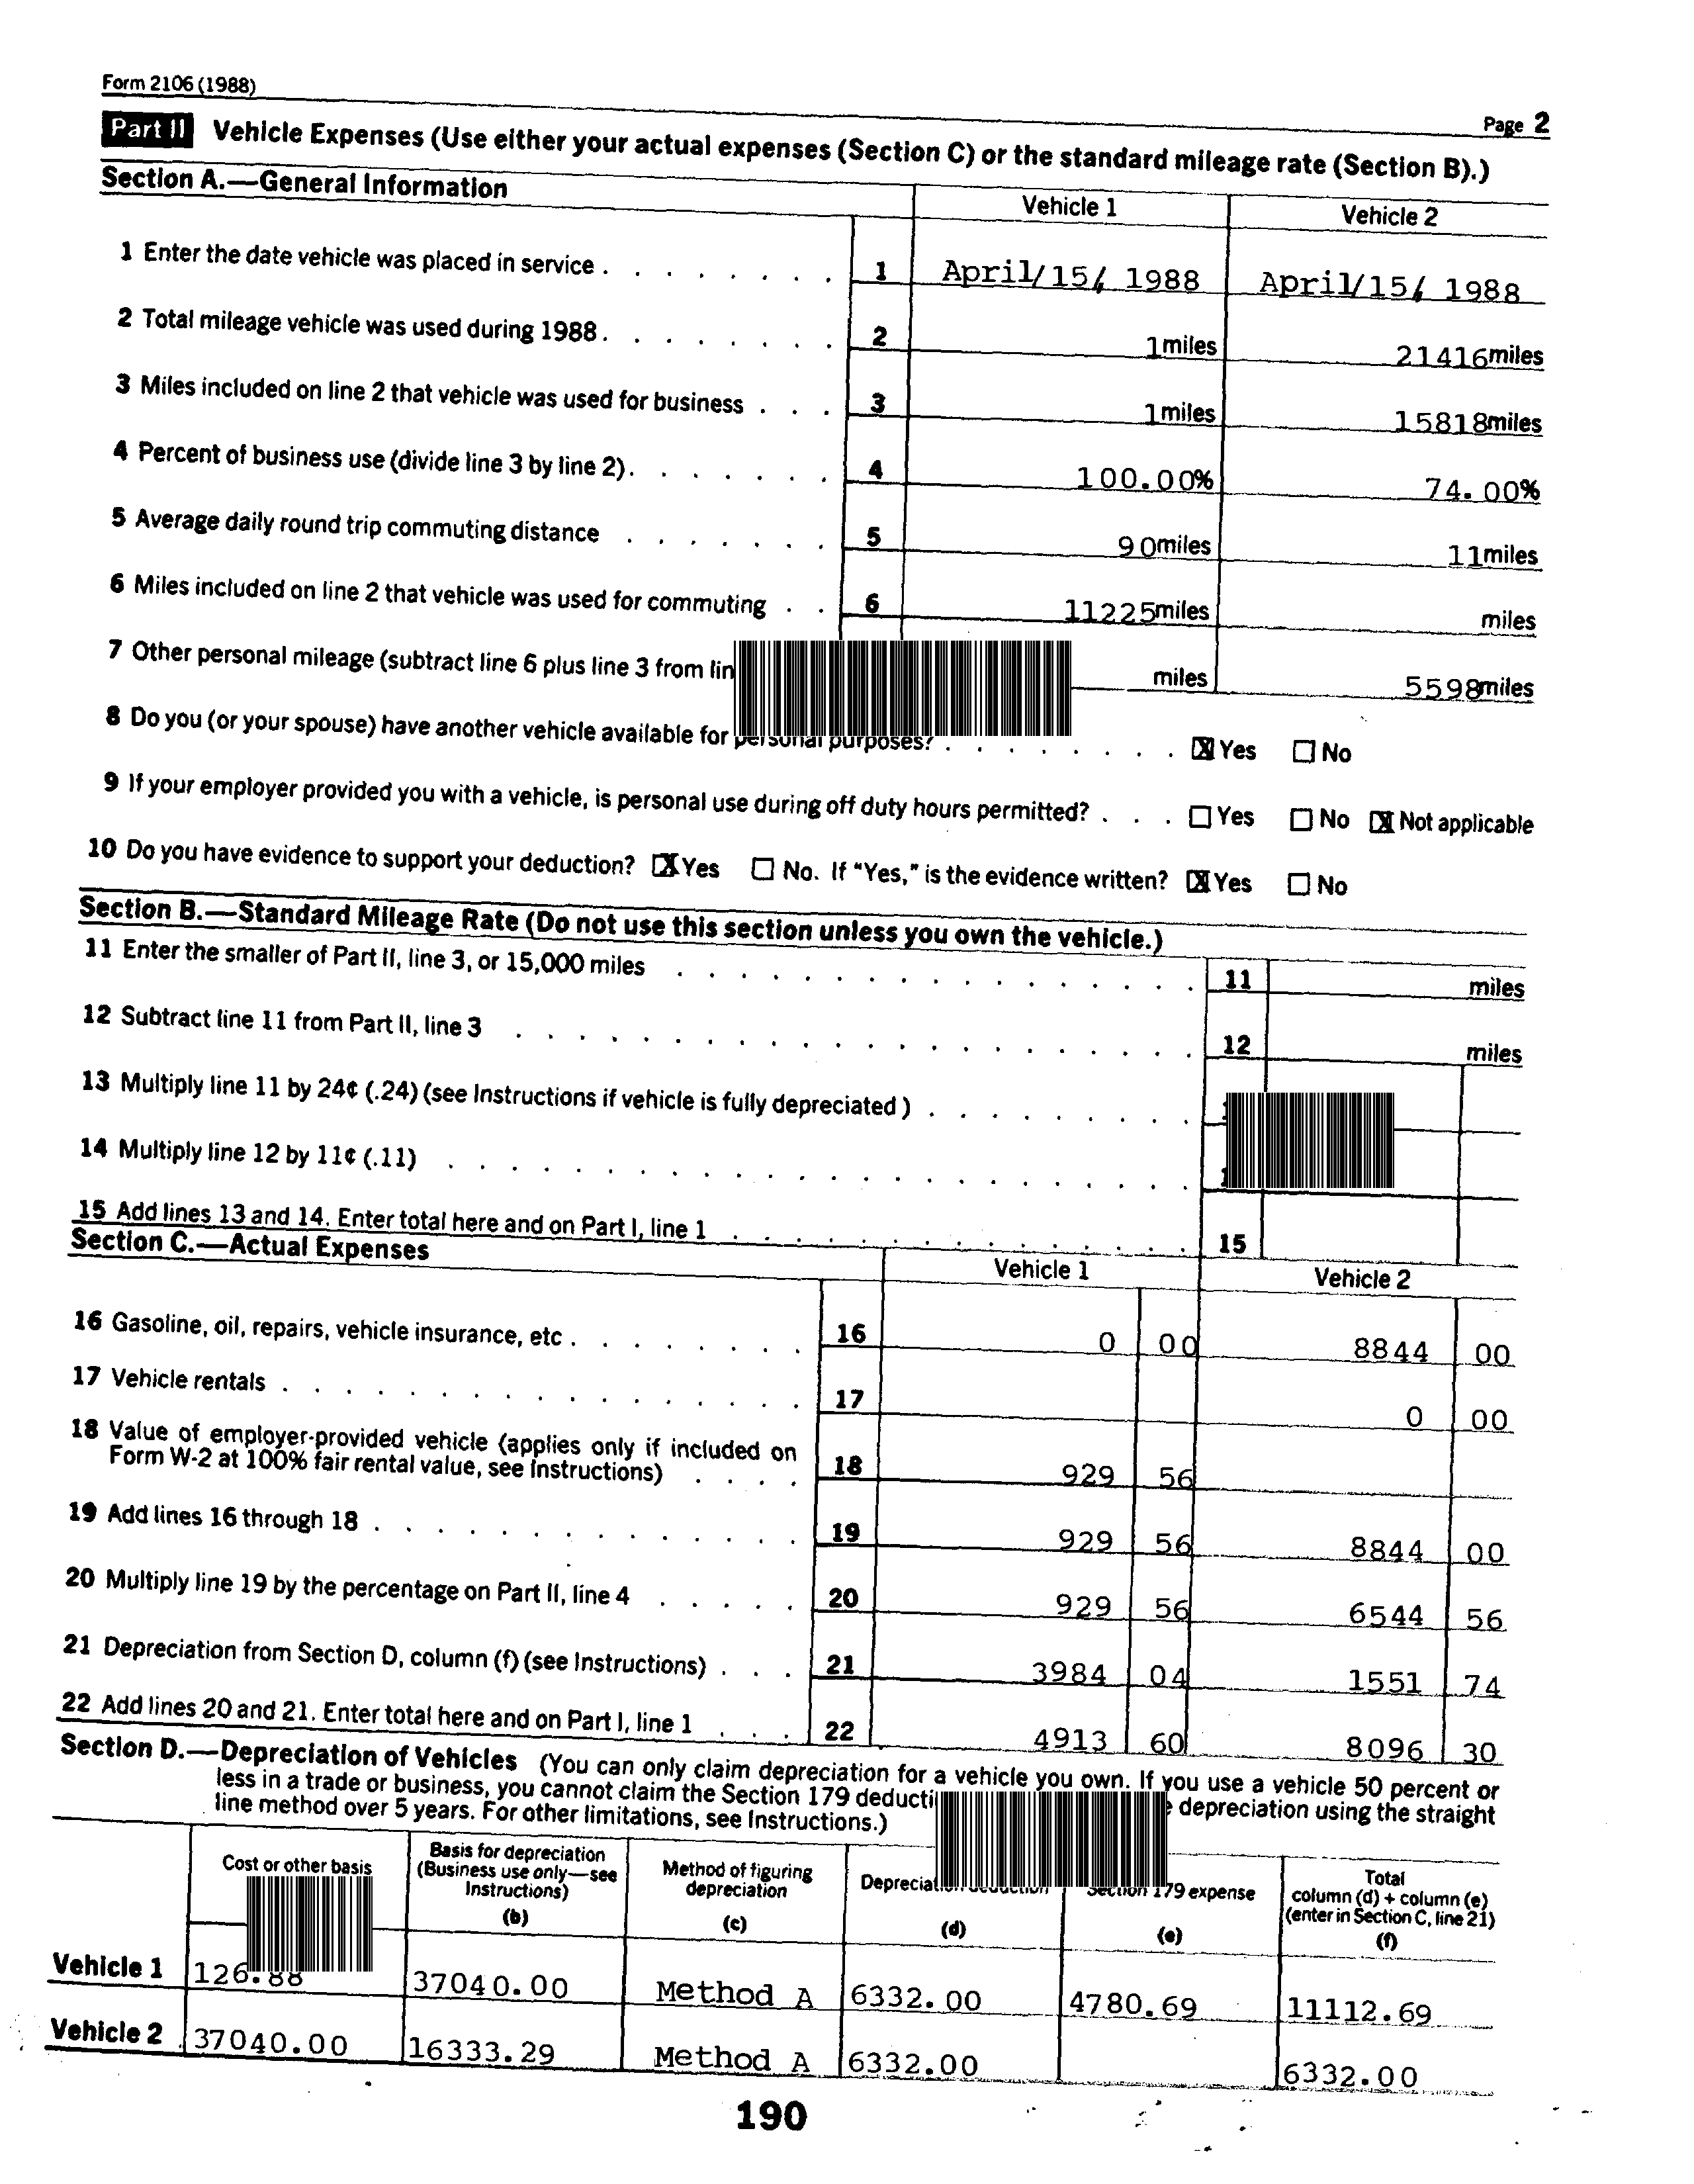 Form 2106 (1988)
Page 2
Part II Vehicle Expenses (Use either your actual expenses (Section C) or the standard mileage rate (Section B).)
Section A.—General Information
Vehicle 1 Vehicle 2
1 Enter the date vehicle was placed in service . . . . . . . . 1 April/15/ 1988 April/15/ 1988
2 Total mileage vehicle was used during 1988 . . . . . . . . 2 1 miles 21416 miles
3 Miles included on line 2 that vehicle was used for business . . . 3 1 miles 15818 miles
4 Percent of business use (divide line 3 by line 2) . . . . . . . 4 100.00% 74.00%
5 Average daily round trip commuting distance . . . . . . . 5 90 miles 11 miles
6 Miles included on line 2 that vehicle was used for commuting . . 6 11225 miles miles
7 Other personal mileage (subtract line 6 plus line 3 from lin miles 5598 miles
8 Do you (or your spouse) have another vehicle available for personal purposes? . . . . . . . . ☒ Yes ☐ No
9 If your employer provided you with a vehicle, is personal use during off duty hours permitted? . . . ☐ Yes ☐ No ☒ Not applicable
10 Do you have evidence to support your deduction? ☒ Yes ☐ No. If "Yes," is the evidence written? ☒ Yes ☐ No
Section B.—Standard Mileage Rate (Do not use this section unless you own the vehicle.)
11 Enter the smaller of Part II, line 3, or 15,000 miles . . . . . . . . 11 miles
12 Subtract line 11 from Part II, line 3 . . . . . . . . 12 miles
13 Multiply line 11 by 24¢ (.24) (see Instructions if vehicle is fully depreciated) . . . . . . . .
14 Multiply line 12 by 11¢ (.11) . . . . . . . .
15 Add lines 13 and 14. Enter total here and on Part I, line 1 . . . . . . . . 15
Section C.—Actual Expenses
Vehicle 1 Vehicle 2
16 Gasoline, oil, repairs, vehicle insurance, etc . . . . . . . . 16 0 00 8844 00
17 Vehicle rentals . . . . . . . . 17 0 00
18 Value of employer-provided vehicle (applies only if included on
Form W-2 at 100% fair rental value, see Instructions) . . . . 18 929 56
19 Add lines 16 through 18 . . . . . . . . 19 929 56 8844 00
20 Multiply line 19 by the percentage on Part II, line 4 . . . . . 20 929 56 6544 56
21 Depreciation from Section D, column (f) (see Instructions) . . . 21 3984 04 1551 74
22 Add lines 20 and 21. Enter total here and on Part I, line 1 . . . 22 4913 60 8096 30
Section D.—Depreciation of Vehicles (You can only claim depreciation for a vehicle you own. If you use a vehicle 50 percent or
less in a trade or business, you cannot claim the Section 179 deducti depreciation using the straight
line method over 5 years. For other limitations, see Instructions.)
Cost or other basis
Basis for depreciation
(Business use only—see
Instructions)
(b)
Method of figuring
depreciation
(c)
Depreciation deduction
(d)
Section 179 expense
(e)
Total
column (d) + column (e)
(enter in Section C, line 21)
(f)
Vehicle 1 126.88 37040.00 Method A 6332.00 4780.69 11112.69
Vehicle 2 37040.00 16333.29 Method A 6332.00 6332.00
190